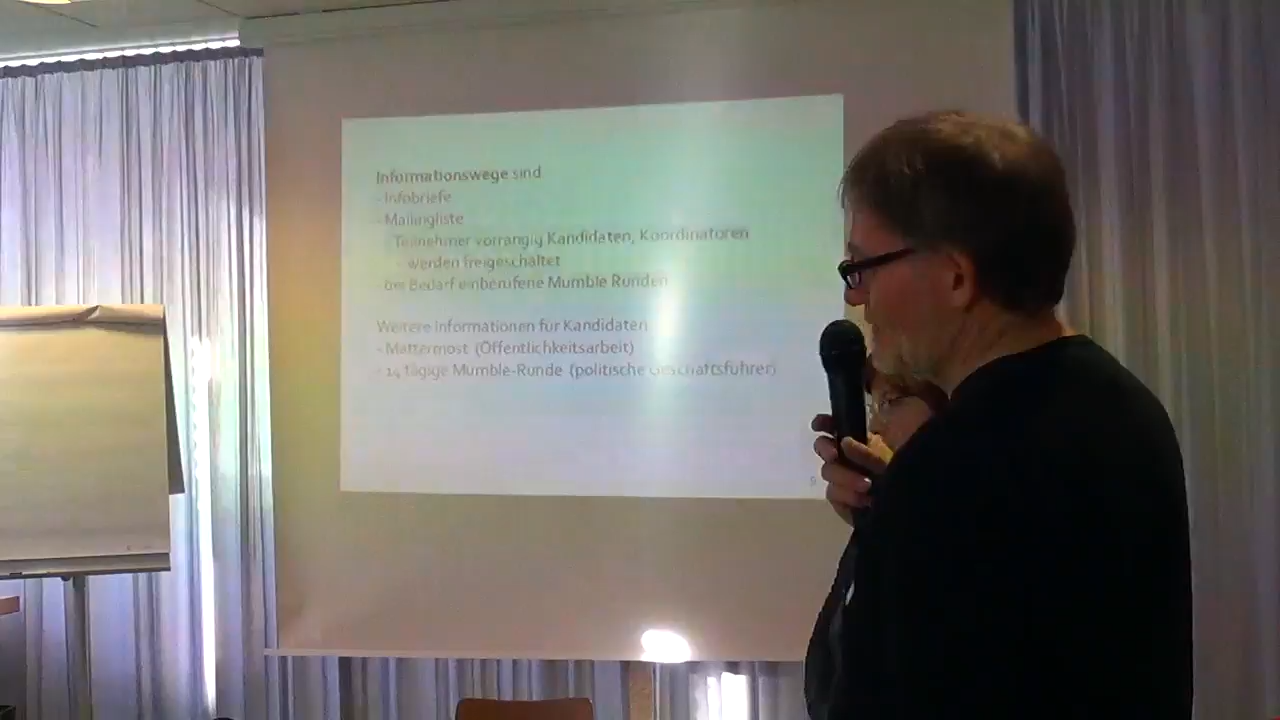 Informationswege sind
- Infobriefe
- Mailingliste
Teilnehmer vorrangig Kandidaten, Koordinatoren
- werden freigeschaltet
- bei Bedarf einberufene Mumble Runden
Weitere Informationen für Kandidaten
- Mattermost (Öffentlichkeitsarbeit)
- 14 tägige Mumble-Runde (politische Geschäftsführer)
9